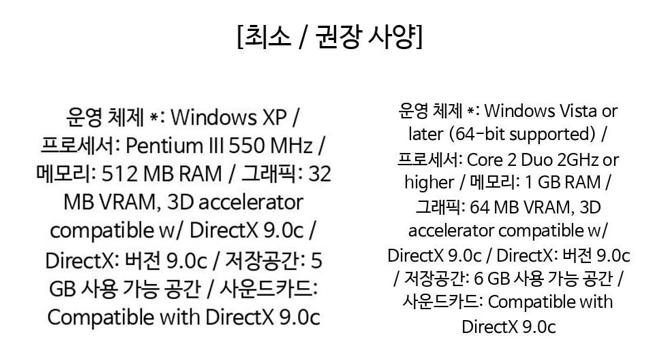 [최소 / 권장 사양]
운영 체제 *: Windows XP /
프로세서: Pentium III 550 MHz /
메모리: 512 MB RAM / 그래픽: 32
MB VRAM, 3D accelerator
compatible w/ DirectX 9.0c /
DirectX: 버전 9.0c / 저장공간: 5
GB 사용 가능 공간 / 사운드카드:
Compatible with DirectX 9.0c
운영 체제 *: Windows Vista or
later (64-bit supported) /
프로세서: Core 2 Duo 2GHz or
higher / 메모리: 1 GB RAM /
그래픽: 64 MB VRAM, 3D
accelerator compatible w/
DirectX 9.0c / DirectX: 버전 9.0c
/ 저장공간: 6 GB 사용 가능 공간 /
사운드카드: Compatible with
DirectX 9.0c